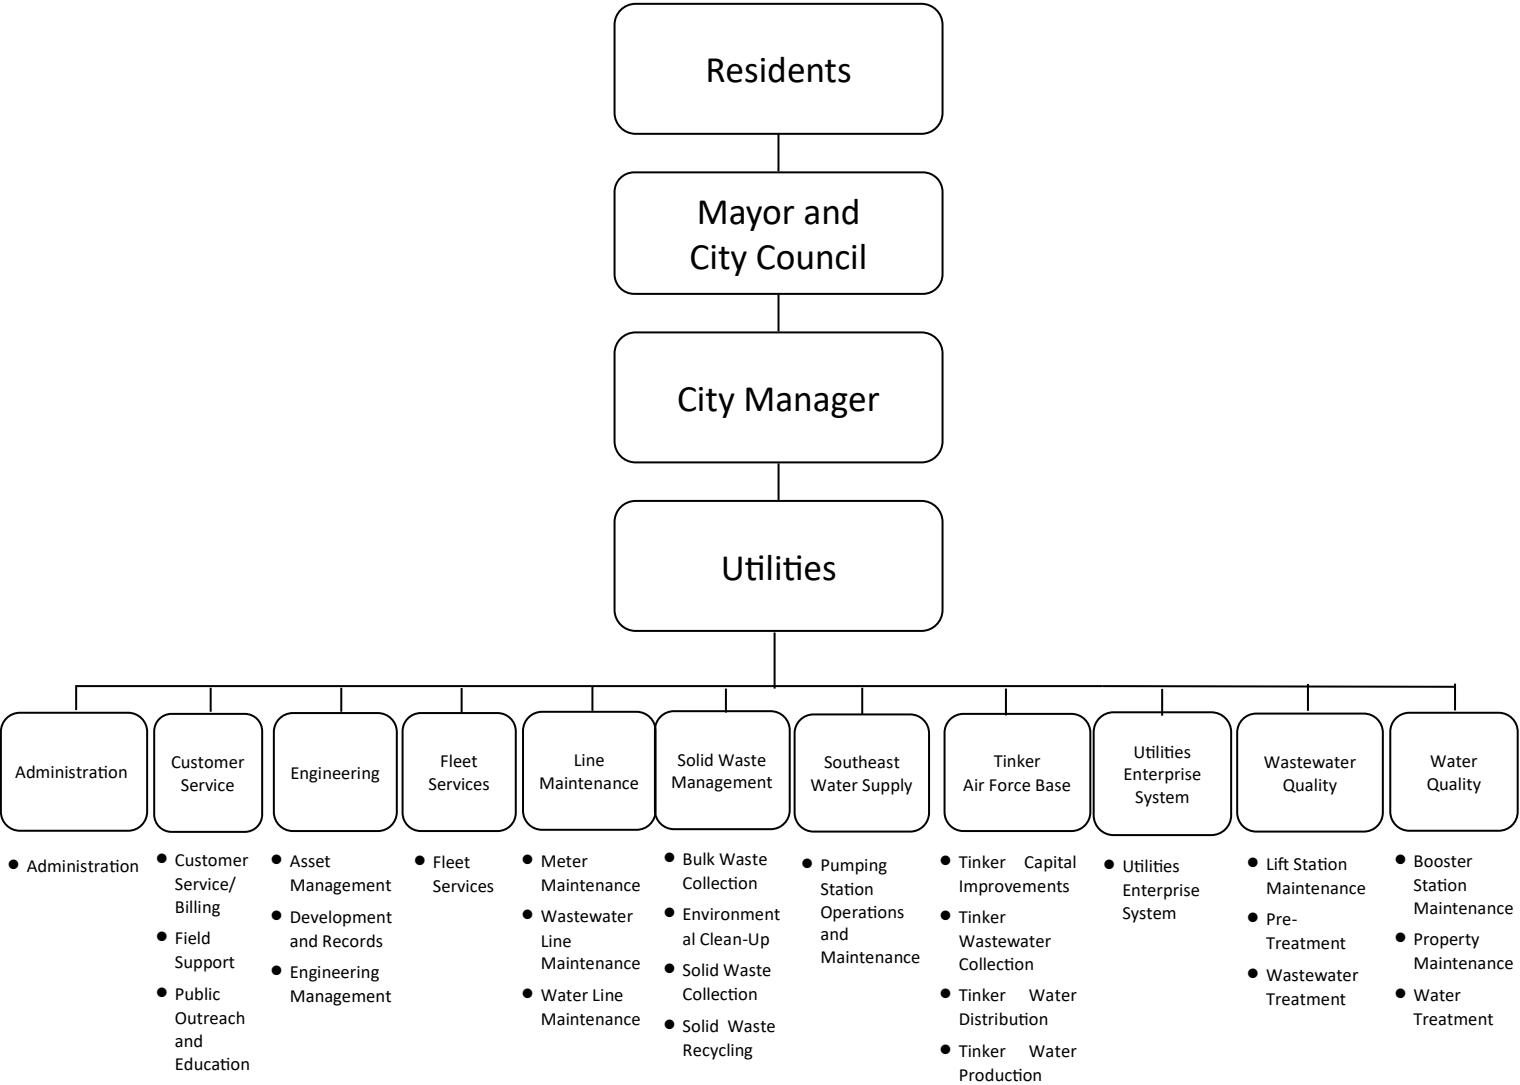 Residents
Mayor and
City Council
City Manager
Utilities
Administration
Customer
Service
Engineering
Fleet
Services
Line
Maintenance
Solid Waste
Management
Southeast
Water Supply
Tinker
Air Force Base
Utilities
Enterprise
System
Wastewater
Quality
Water
Quality
● Administration
● Customer
Service/
Billing
● Field
Support
● Public
Outreach
and
Education
● Asset
Management
● Development
and Records
● Engineering
Management
● Fleet
Services
● Meter
Maintenance
● Wastewater
Line
Maintenance
● Water Line
Maintenance
● Bulk Waste
Collection
● Environment
al Clean-Up
● Solid Waste
Collection
● Solid Waste
Recycling
● Pumping
Station
Operations
and
Maintenance
● Tinker Capital
Improvements
● Tinker
Wastewater
Collection
● Tinker Water
Distribution
● Tinker Water
Production
● Utilities
Enterprise
System
● Lift Station
Maintenance
● Pre-
Treatment
● Wastewater
Treatment
● Booster
Station
Maintenance
● Property
Maintenance
● Water
Treatment